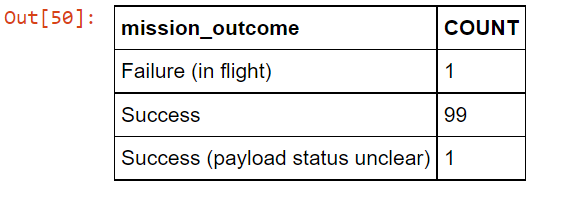 Out[50]:
mission_outcome COUNT
Failure (in flight) 1
Success 99
Success (payload status unclear) 1